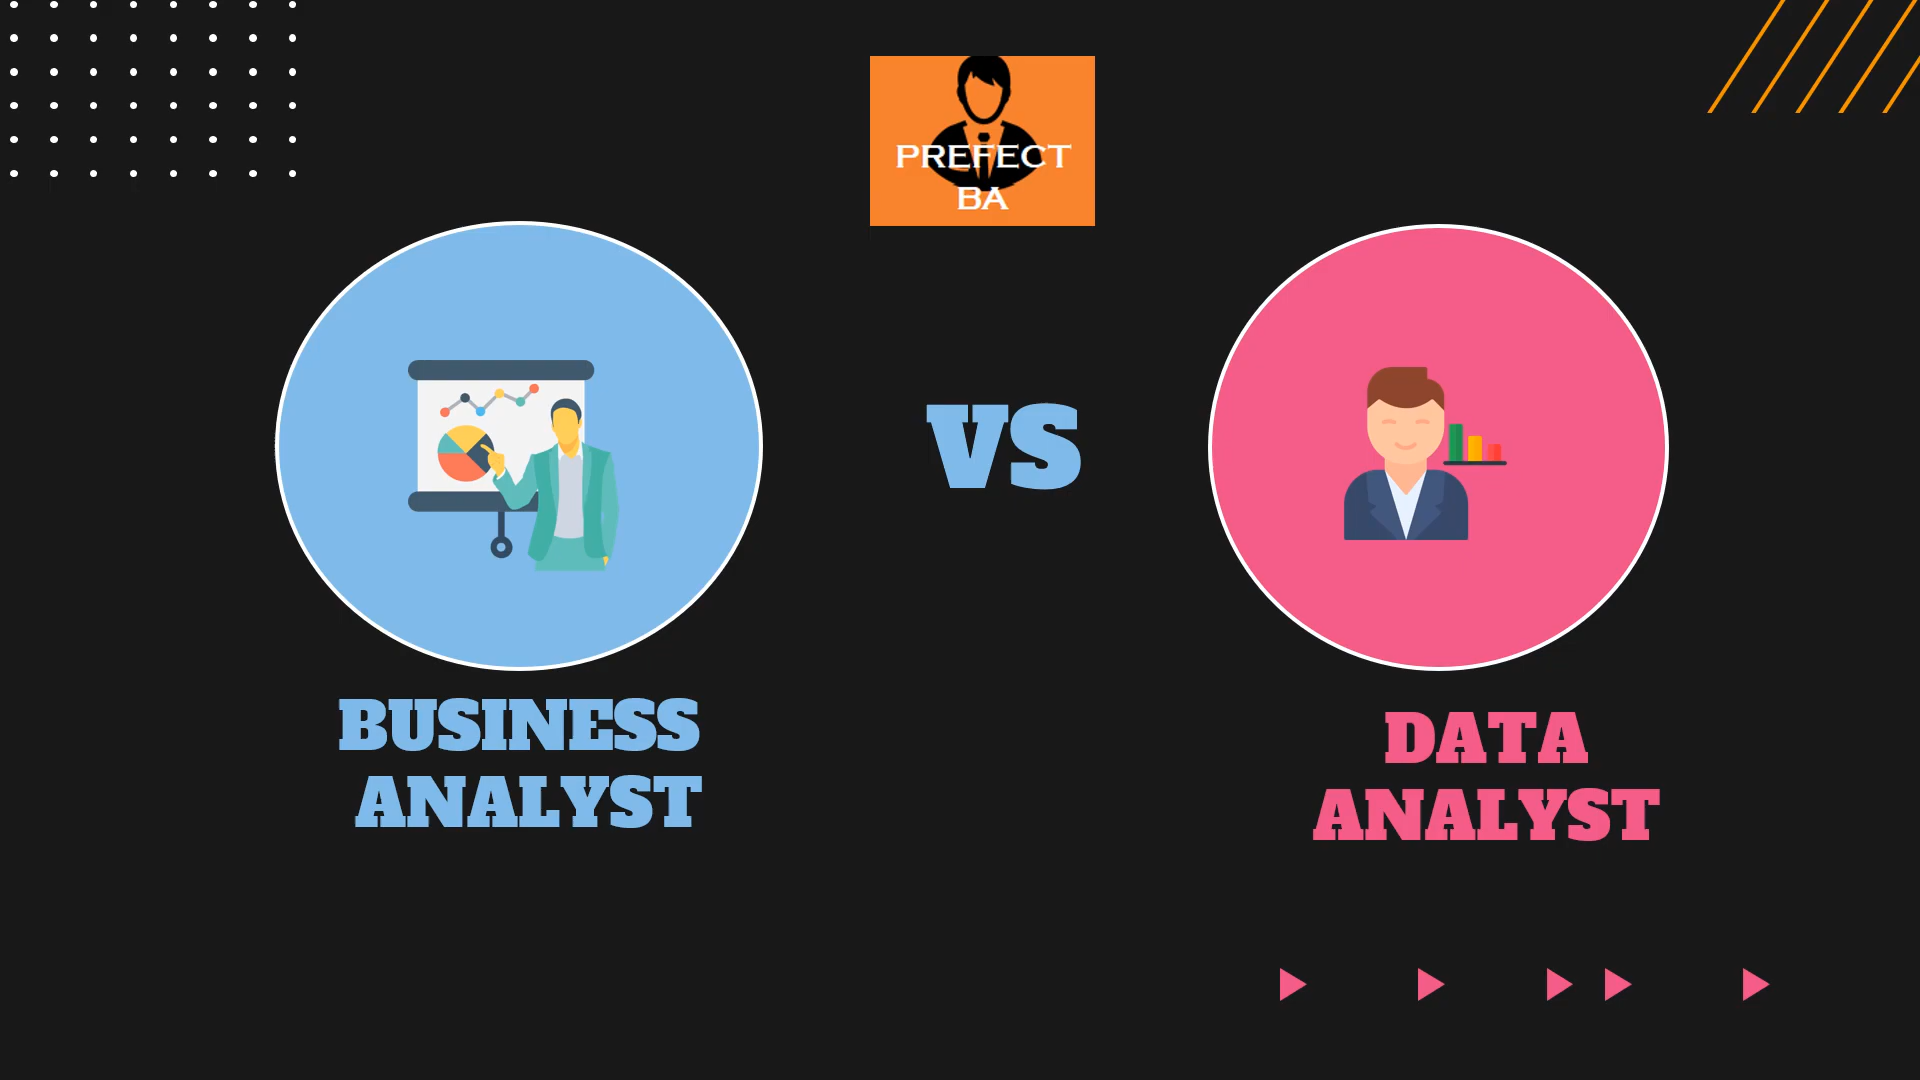 PREFECT
BA
VS
BUSINESS
ANALYST
DATA
ANALYST